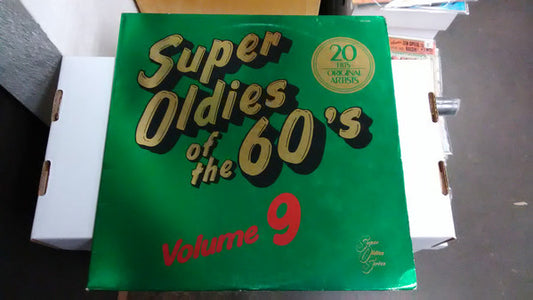 Super
Oldies
of the 60's
20
HITS
ORIGINAL
ARTISTS
Volume 9
Super
Oldies
Series